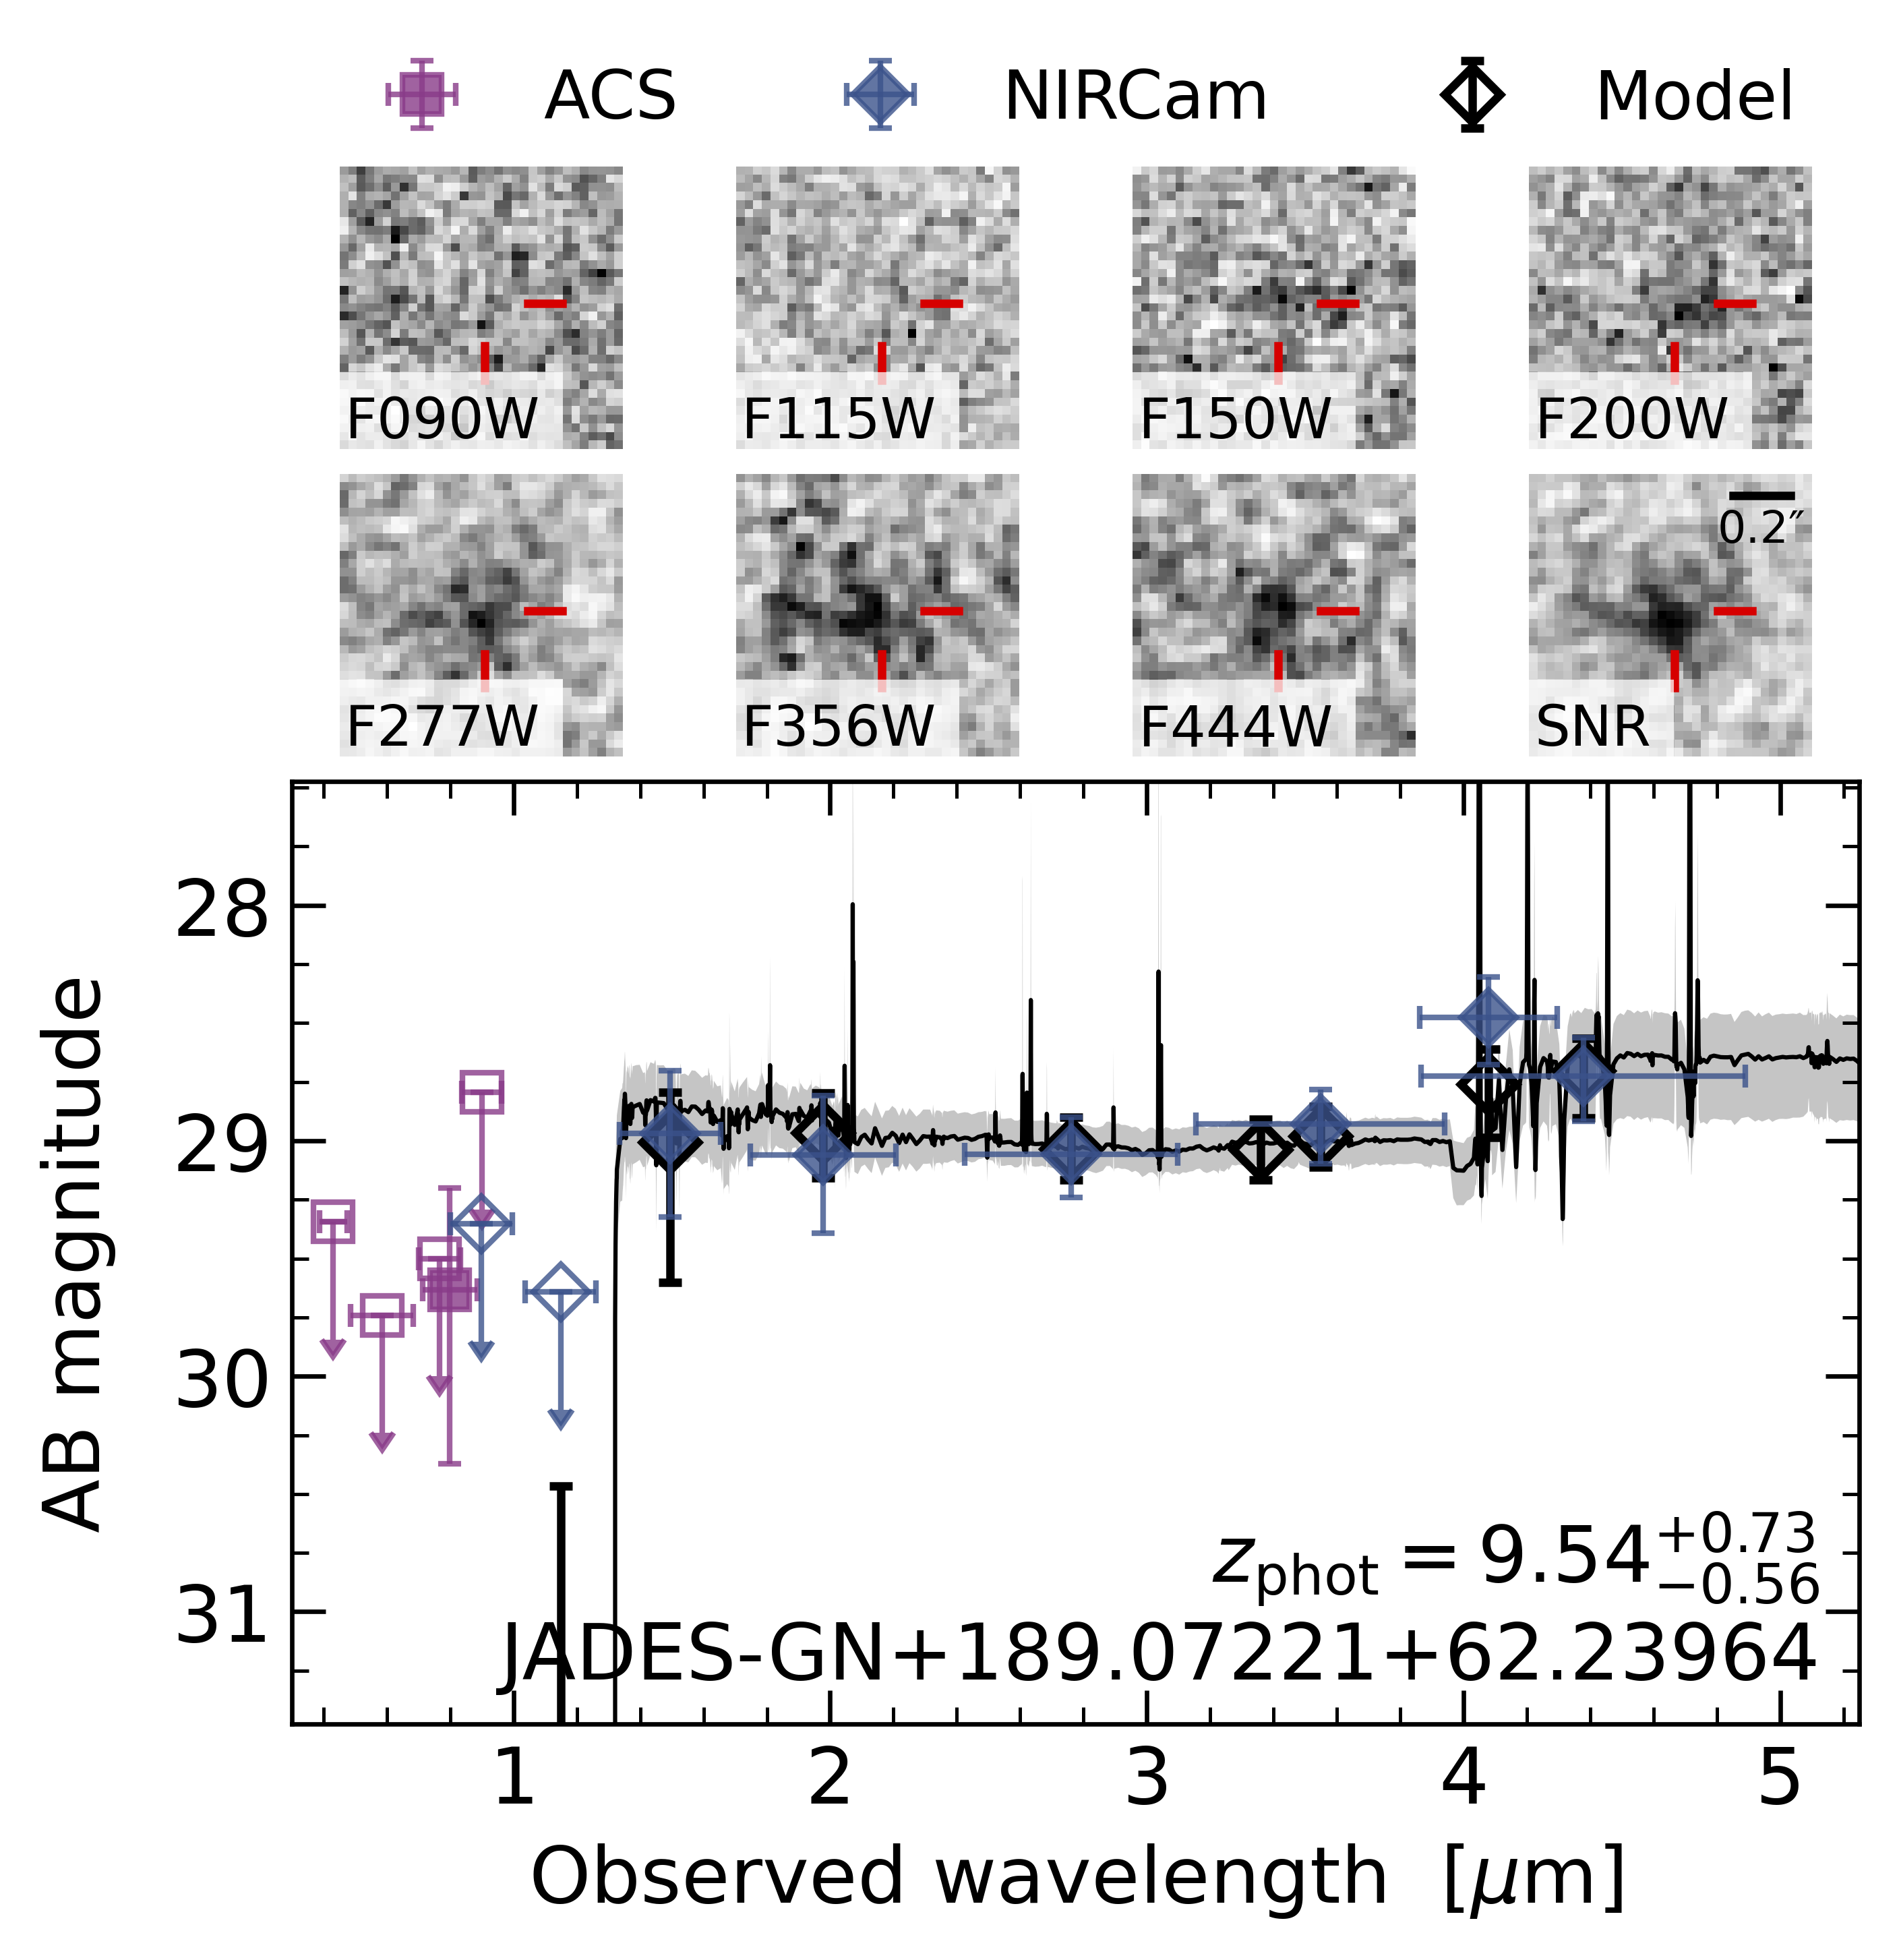 ACS NIRCam Model
F090W F115W F150W F200W
0.2″
F277W F356W F444W SNR
28
29
30
31
AB magnitude
z_phot = 9.54^{+0.73}_{−0.56}
JADES-GN+189.07221+62.23964
1 2 3 4 5
Observed wavelength [μm]